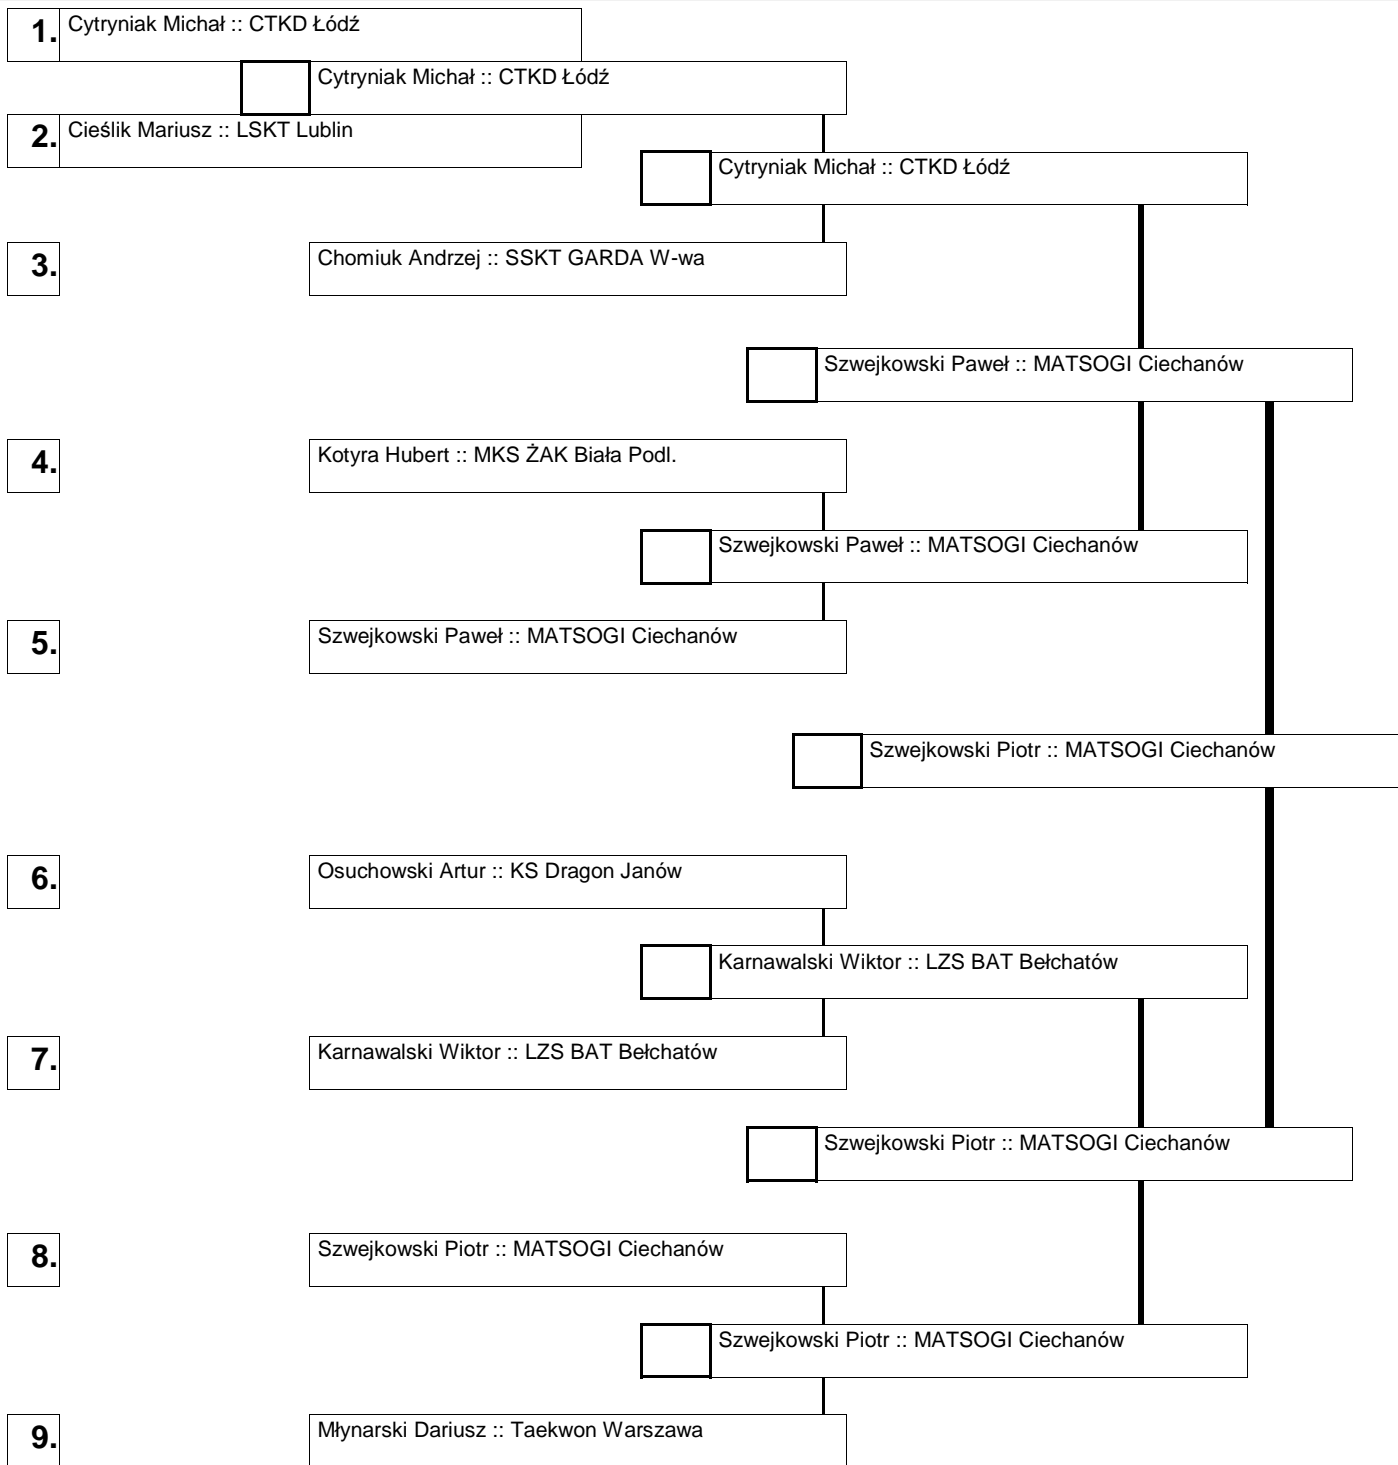 1. Cytryniak Michał :: CTKD Łódź
Cytryniak Michał :: CTKD Łódź
2. Cieślik Mariusz :: LSKT Lublin
Cytryniak Michał :: CTKD Łódź
3. Chomiuk Andrzej :: SSKT GARDA W-wa
Szwejkowski Paweł :: MATSOGI Ciechanów
4. Kotyra Hubert :: MKS ŻAK Biała Podl.
Szwejkowski Paweł :: MATSOGI Ciechanów
5. Szwejkowski Paweł :: MATSOGI Ciechanów
Szwejkowski Piotr :: MATSOGI Ciechanów
6. Osuchowski Artur :: KS Dragon Janów
Karnawalski Wiktor :: LZS BAT Bełchatów
7. Karnawalski Wiktor :: LZS BAT Bełchatów
Szwejkowski Piotr :: MATSOGI Ciechanów
8. Szwejkowski Piotr :: MATSOGI Ciechanów
Szwejkowski Piotr :: MATSOGI Ciechanów
9. Młynarski Dariusz :: Taekwon Warszawa